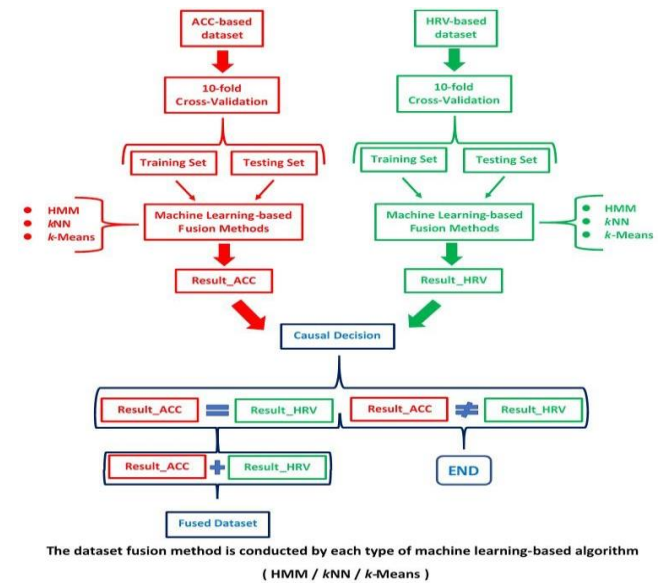 ACC-based
dataset
HRV-based
dataset
10-fold
Cross-Validation
10-fold
Cross-Validation
Training Set
Testing Set
Training Set
Testing Set
HMM
kNN
k-Means
Machine Learning-based
Fusion Methods
Machine Learning-based
Fusion Methods
HMM
kNN
k-Means
Result_ACC
Result_HRV
Causal Decision
Result_ACC = Result_HRV
Result_ACC ≠ Result_HRV
Result_ACC + Result_HRV
END
Fused Dataset
The dataset fusion method is conducted by each type of machine learning-based algorithm
( HMM / kNN / k-Means )